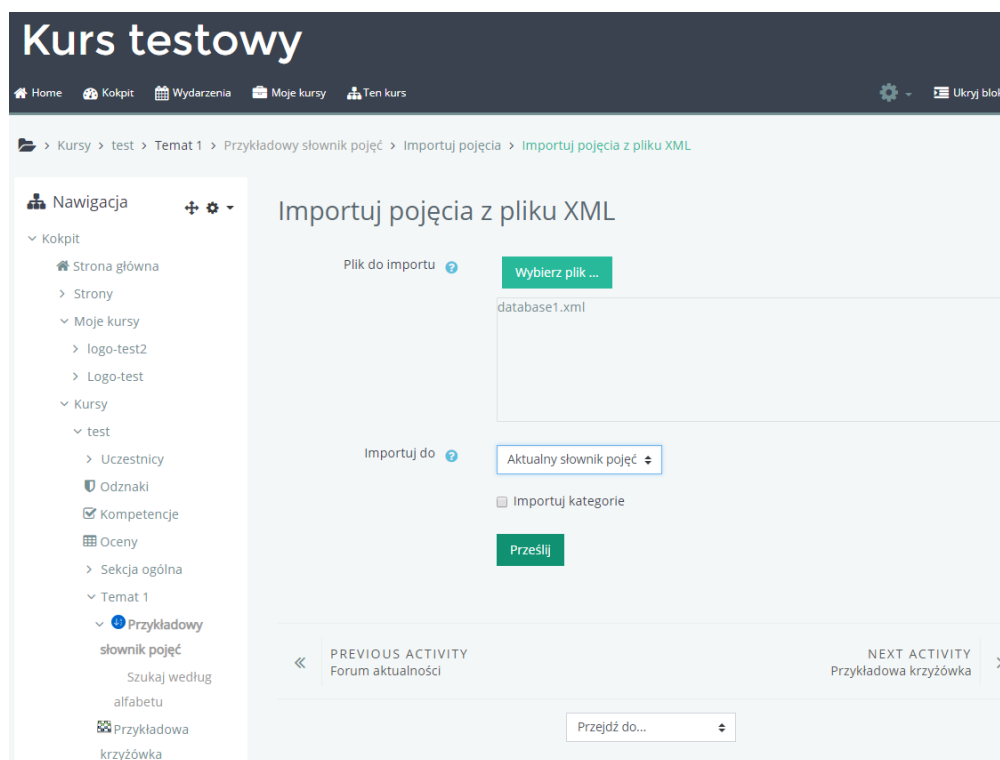 Kurs testowy
Home Kokpit Wydarzenia Moje kursy Ten kurs Ukryj blok
> Kursy > test > Temat 1 > Przykładowy słownik pojęć > Importuj pojęcia > Importuj pojęcia z pliku XML
Nawigacja
Kokpit
Strona główna
Strony
Moje kursy
logo-test2
Logo-test
Kursy
test
Uczestnicy
Odznaki
Kompetencje
Oceny
Sekcja ogólna
Temat 1
Przykładowy
słownik pojęć
Szukaj według
alfabetu
Przykładowa
krzyżówka
Importuj pojęcia z pliku XML
Plik do importu
Wybierz plik ...
database1.xml
Importuj do
Aktualny słownik pojęć
Importuj kategorie
Prześlij
PREVIOUS ACTIVITY
Forum aktualności
NEXT ACTIVITY
Przykładowa krzyżówka
Przejdź do...